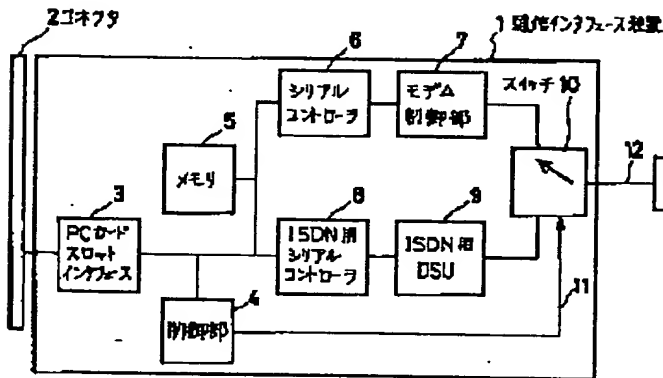 2 コネクタ
1 通信インタフェース装置
6
シリアル
コントローラ
7
モデム
制御部
スイッチ 10
5
メモリ
12
3
PCカード
スロット
インタフェース
8
ISDN用
シリアル
コントローラ
9
ISDN用
DSU
11
4
制御部